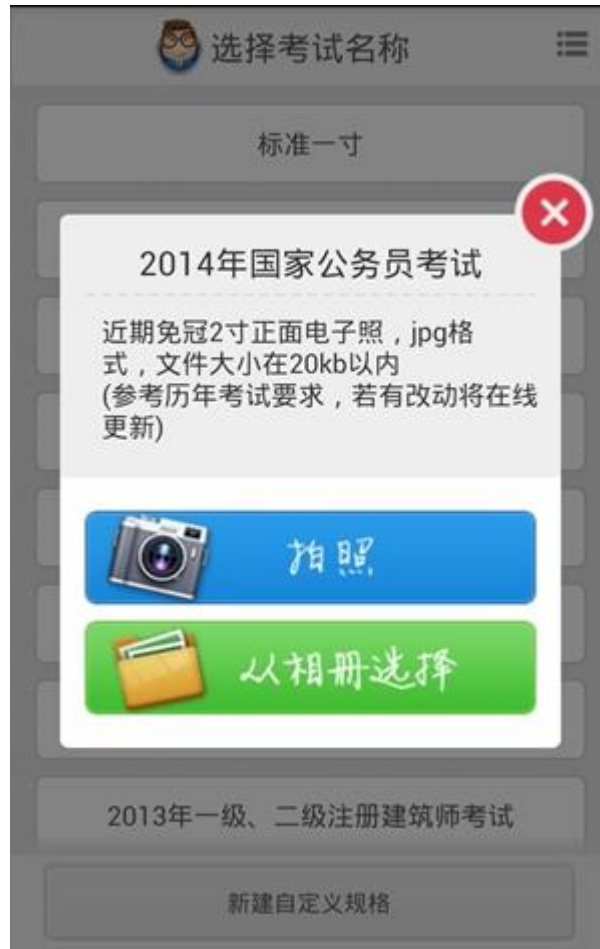 选择考试名称
标准一寸
2014年国家公务员考试
近期免冠2寸正面电子照，jpg格
式，文件大小在20kb以内
(参考历年考试要求，若有改动将在线
更新)
拍照
从相册选择
2013年一级、二级注册建筑师考试
新建自定义规格